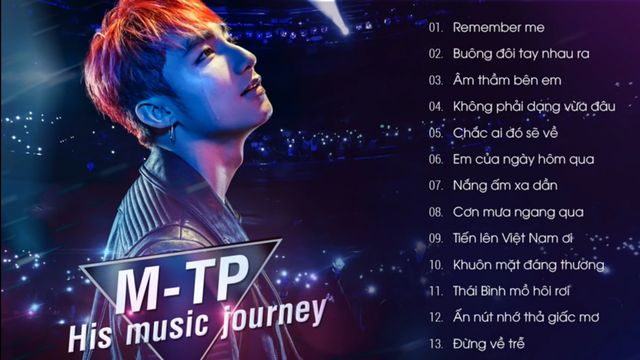 M-TP
His music journey
01. Remember me
02. Buông đôi tay nhau ra
03. Âm thầm bên em
04. Không phải dạng vừa đâu
05. Chắc ai đó sẽ về
06. Em của ngày hôm qua
07. Nắng ấm xa dần
08. Cơn mưa ngang qua
09. Tiến lên Việt Nam ơi
10. Khuôn mặt đáng thương
11. Thái Bình mồ hôi rơi
12. Ấn nút nhớ thả giấc mơ
13. Đừng về trễ